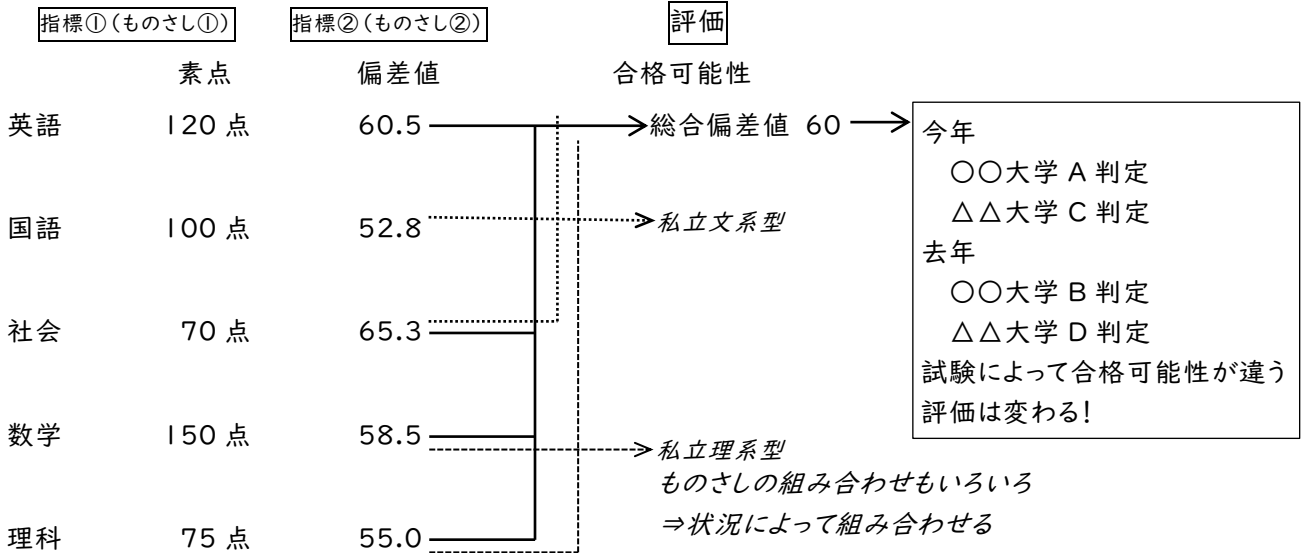 指標①(ものさし①) 指標②(ものさし②) 評価
素点 偏差値 合格可能性
英語 120点 60.5 総合偏差値 60
国語 100点 52.8 私立文系型
社会 70点 65.3
数学 150点 58.5 私立理系型
ものさしの組み合わせもいろいろ
⇒状況によって組み合わせる
理科 75点 55.0
今年
〇〇大学 A 判定
△△大学 C 判定
去年
〇〇大学 B 判定
△△大学 D 判定
試験によって合格可能性が違う
評価は変わる!